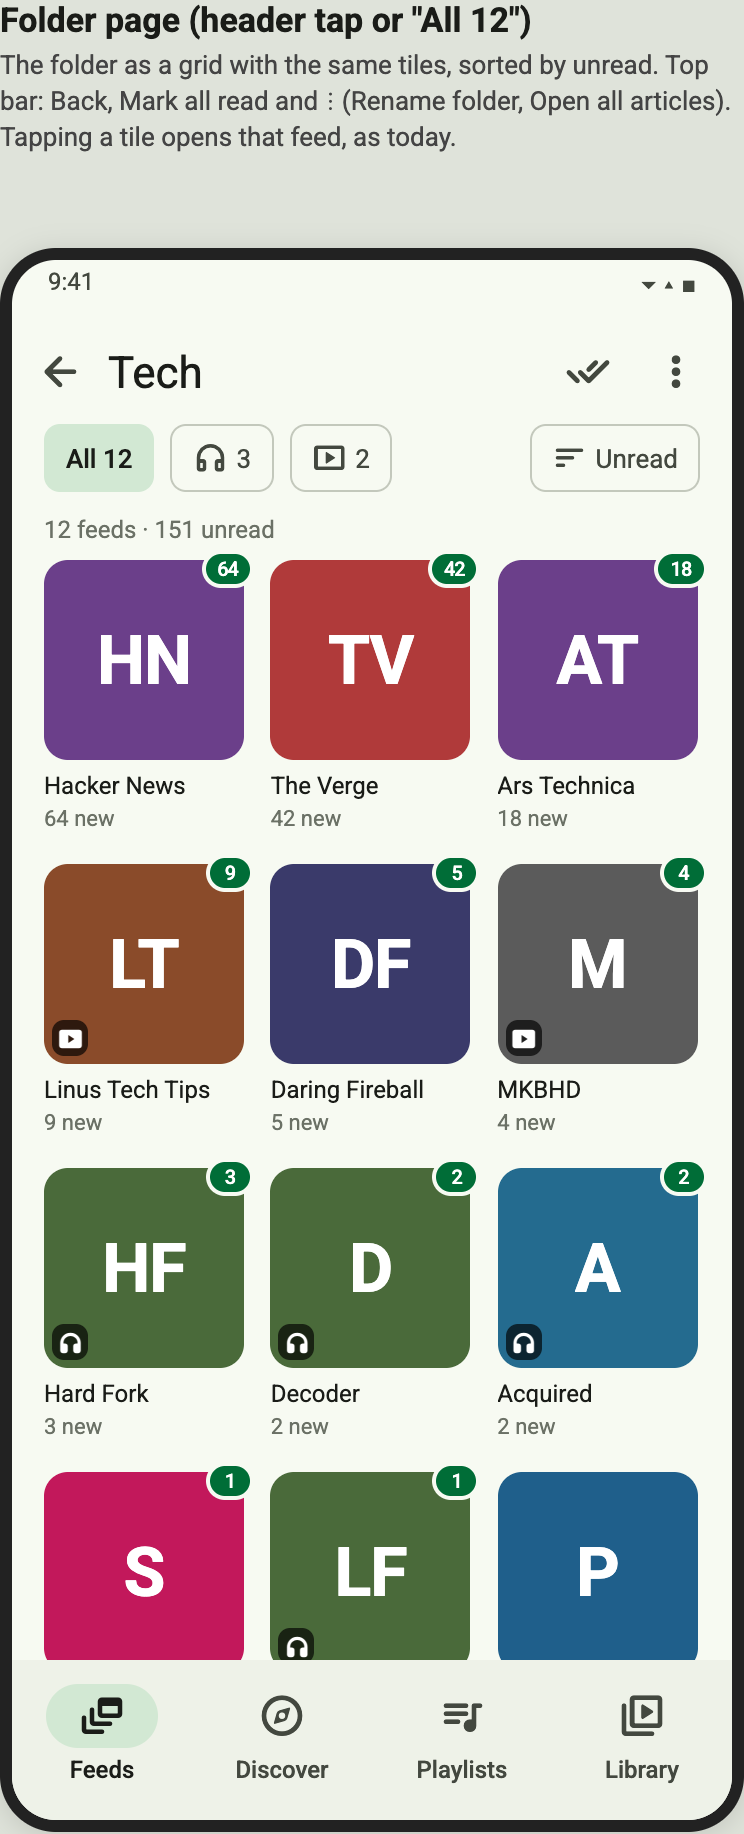 Folder page (header tap or "All 12")
The folder as a grid with the same tiles, sorted by unread. Top
bar: Back, Mark all read and ⋮ (Rename folder, Open all articles).
Tapping a tile opens that feed, as today.
9:41
Tech
All 12
3
2
Unread
12 feeds · 151 unread
64
42
18
HN
TV
AT
Hacker News
The Verge
Ars Technica
64 new
42 new
18 new
9
5
4
LT
DF
M
Linus Tech Tips
Daring Fireball
MKBHD
9 new
5 new
4 new
3
2
2
HF
D
A
Hard Fork
Decoder
Acquired
3 new
2 new
2 new
1
1
S
LF
P
Feeds
Discover
Playlists
Library